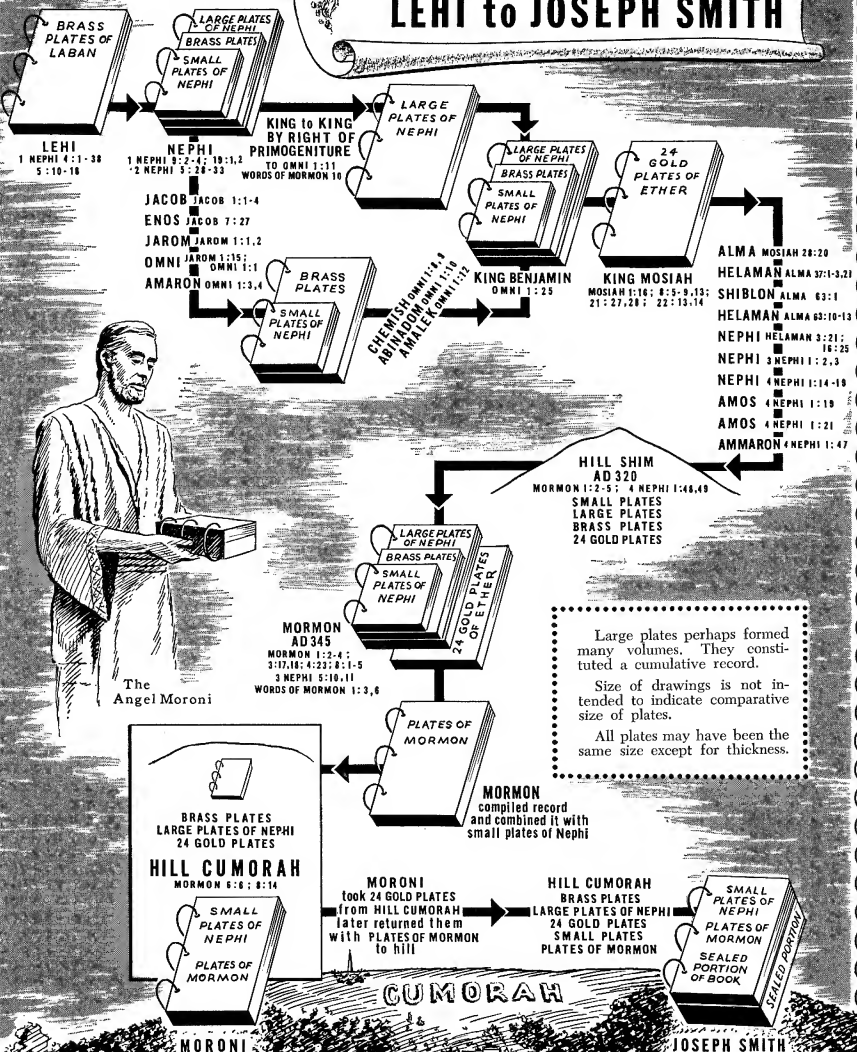 LEHI to JOSEPH SMITH
BRASS
PLATES OF
LABAN
LARGE PLATES
OF NEPHI
BRASS PLATES
SMALL
PLATES OF
NEPHI
LEHI
1 NEPHI 4:1-38
5:10-16
NEPHI
1 NEPHI 9:2-4; 19:1,2
2 NEPHI 5:28-33
KING to KING
BY RIGHT OF
PRIMOGENITURE
TO OMNI 1:11
WORDS OF MORMON 10
LARGE
PLATES OF
NEPHI
LARGE PLATES
OF NEPHI
BRASS PLATES
SMALL
PLATES OF
NEPHI
KING BENJAMIN
OMNI 1:25
24
GOLD
PLATES OF
ETHER
KING MOSIAH
MOSIAH 1:16; 8:5-9,13;
21:27,28; 22:13,14
JACOB JACOB 1:1-4
ENOS JACOB 7:27
JAROM JAROM 1:1,2
OMNI JAROM 1:15;
OMNI 1:1
AMARON OMNI 1:3,4
BRASS
PLATES
SMALL
PLATES OF
NEPHI
CHEMISH OMNI 1:8,9
ABINADOM OMNI 1:10
AMALEK OMNI 1:12
ALMA MOSIAH 28:20
HELAMAN ALMA 37:1-3,21
SHIBLON ALMA 63:1
HELAMAN ALMA 63:10-13
NEPHI HELAMAN 3:21;
16:25
NEPHI 3 NEPHI 1:2,3
NEPHI 4 NEPHI 1:14-19
AMOS 4 NEPHI 1:19
AMOS 4 NEPHI 1:21
AMMARON 4 NEPHI 1:47
HILL SHIM
AD 320
MORMON 1:2-5; 4 NEPHI 1:48,49
SMALL PLATES
LARGE PLATES
BRASS PLATES
24 GOLD PLATES
LARGE PLATES
OF NEPHI
BRASS PLATES
SMALL
PLATES OF
NEPHI
24 GOLD PLATES
OF ETHER
MORMON
AD 345
MORMON 1:2-4;
3:17,18; 4:23; 8:1-5
3 NEPHI 5:10,11
WORDS OF MORMON 1:3,6
The
Angel Moroni
Large plates perhaps formed
many volumes. They consti-
tuted a cumulative record.
Size of drawings is not in-
tended to indicate comparative
size of plates.
All plates may have been the
same size except for thickness.
PLATES OF
MORMON
MORMON
compiled record
and combined it with
small plates of Nephi
BRASS PLATES
LARGE PLATES OF NEPHI
24 GOLD PLATES
HILL CUMORAH
MORMON 6:6; 8:14
SMALL
PLATES OF
NEPHI
PLATES OF
MORMON
MORONI
MORONI
took 24 GOLD PLATES
from HILL CUMORAH
later returned them
with PLATES OF MORMON
to hill
HILL CUMORAH
BRASS PLATES
LARGE PLATES OF NEPHI
24 GOLD PLATES
SMALL PLATES
PLATES OF MORMON
SMALL
PLATES OF
NEPHI
PLATES OF
MORMON
SEALED
PORTION
OF BOOK
SEALED PORTION
JOSEPH SMITH
CUMORAH